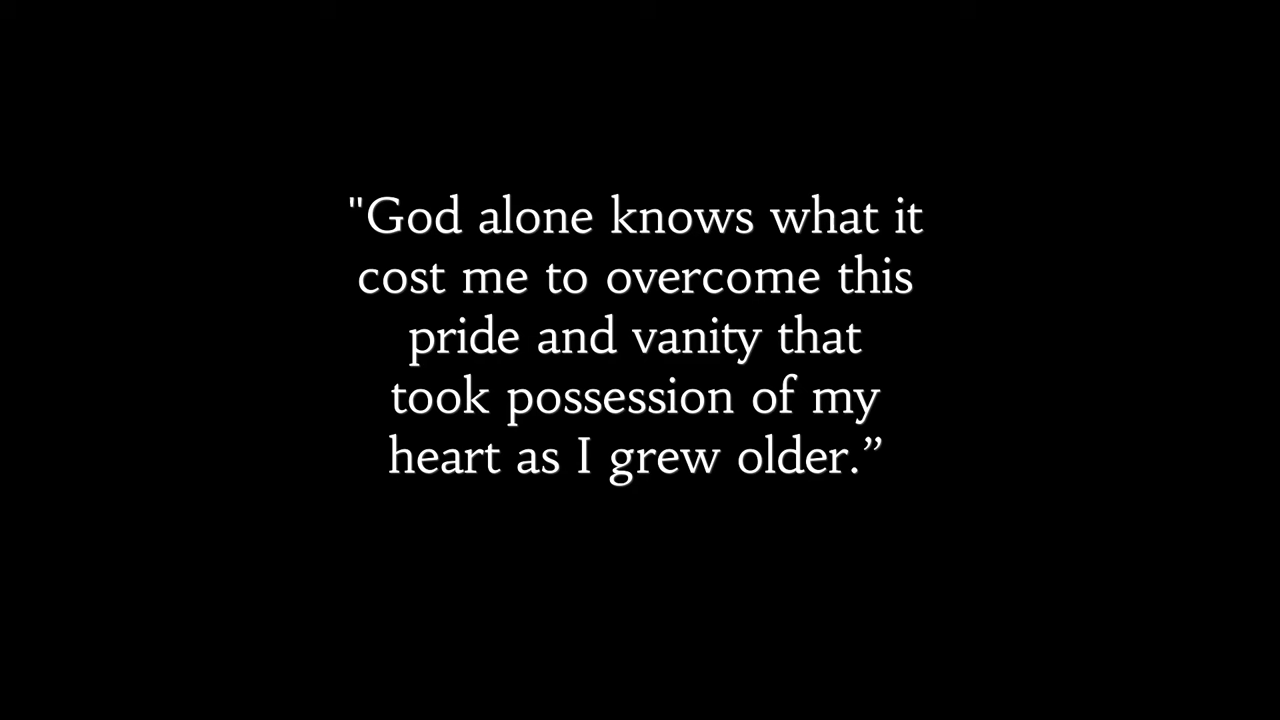 "God alone knows what it
cost me to overcome this
pride and vanity that
took possession of my
heart as I grew older.”